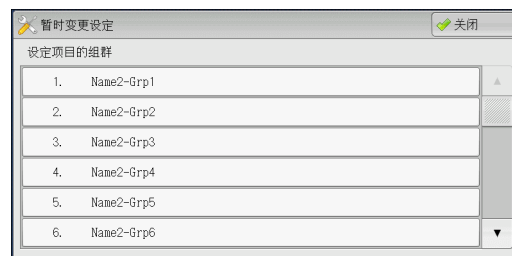 暂时变更设定
关闭
设定项目的组群
1. Name2-Grp1
2. Name2-Grp2
3. Name2-Grp3
4. Name2-Grp4
5. Name2-Grp5
6. Name2-Grp6